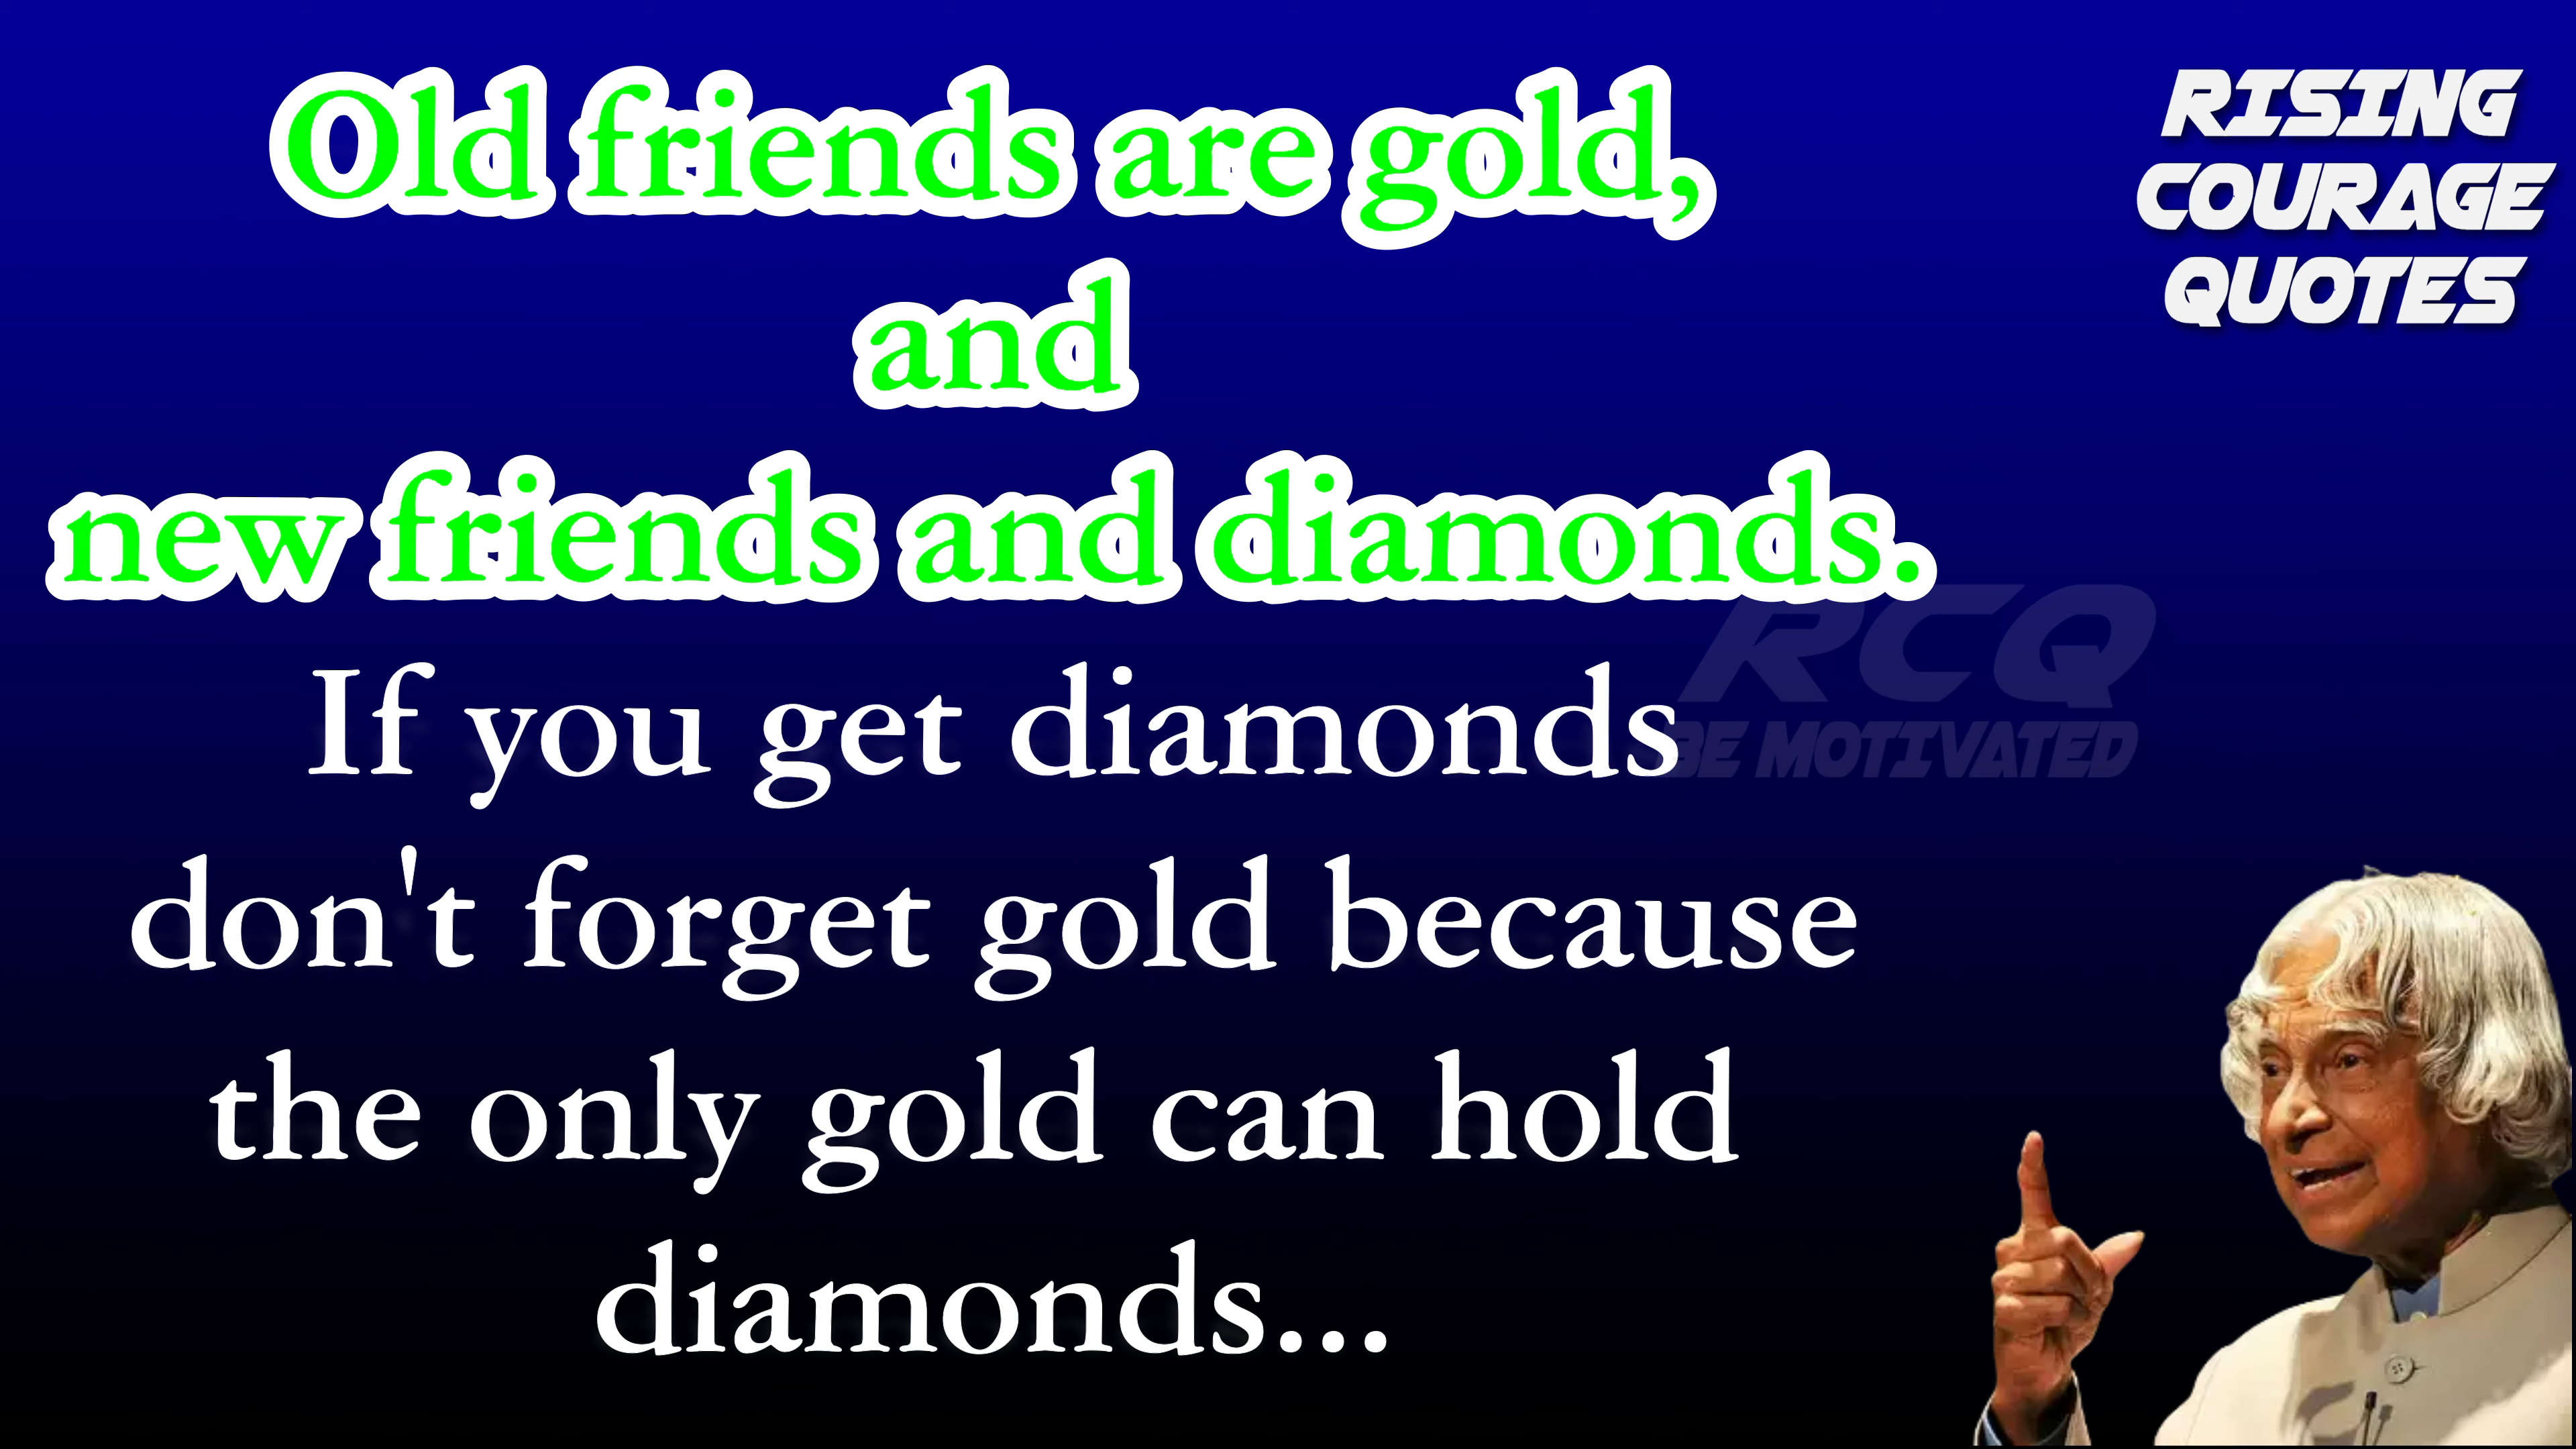 Old friends are gold,
and
new friends and diamonds.
If you get diamonds
don't forget gold because
the only gold can hold
diamonds...
RISING
COURAGE
QUOTES
RCQ
BE MOTIVATED